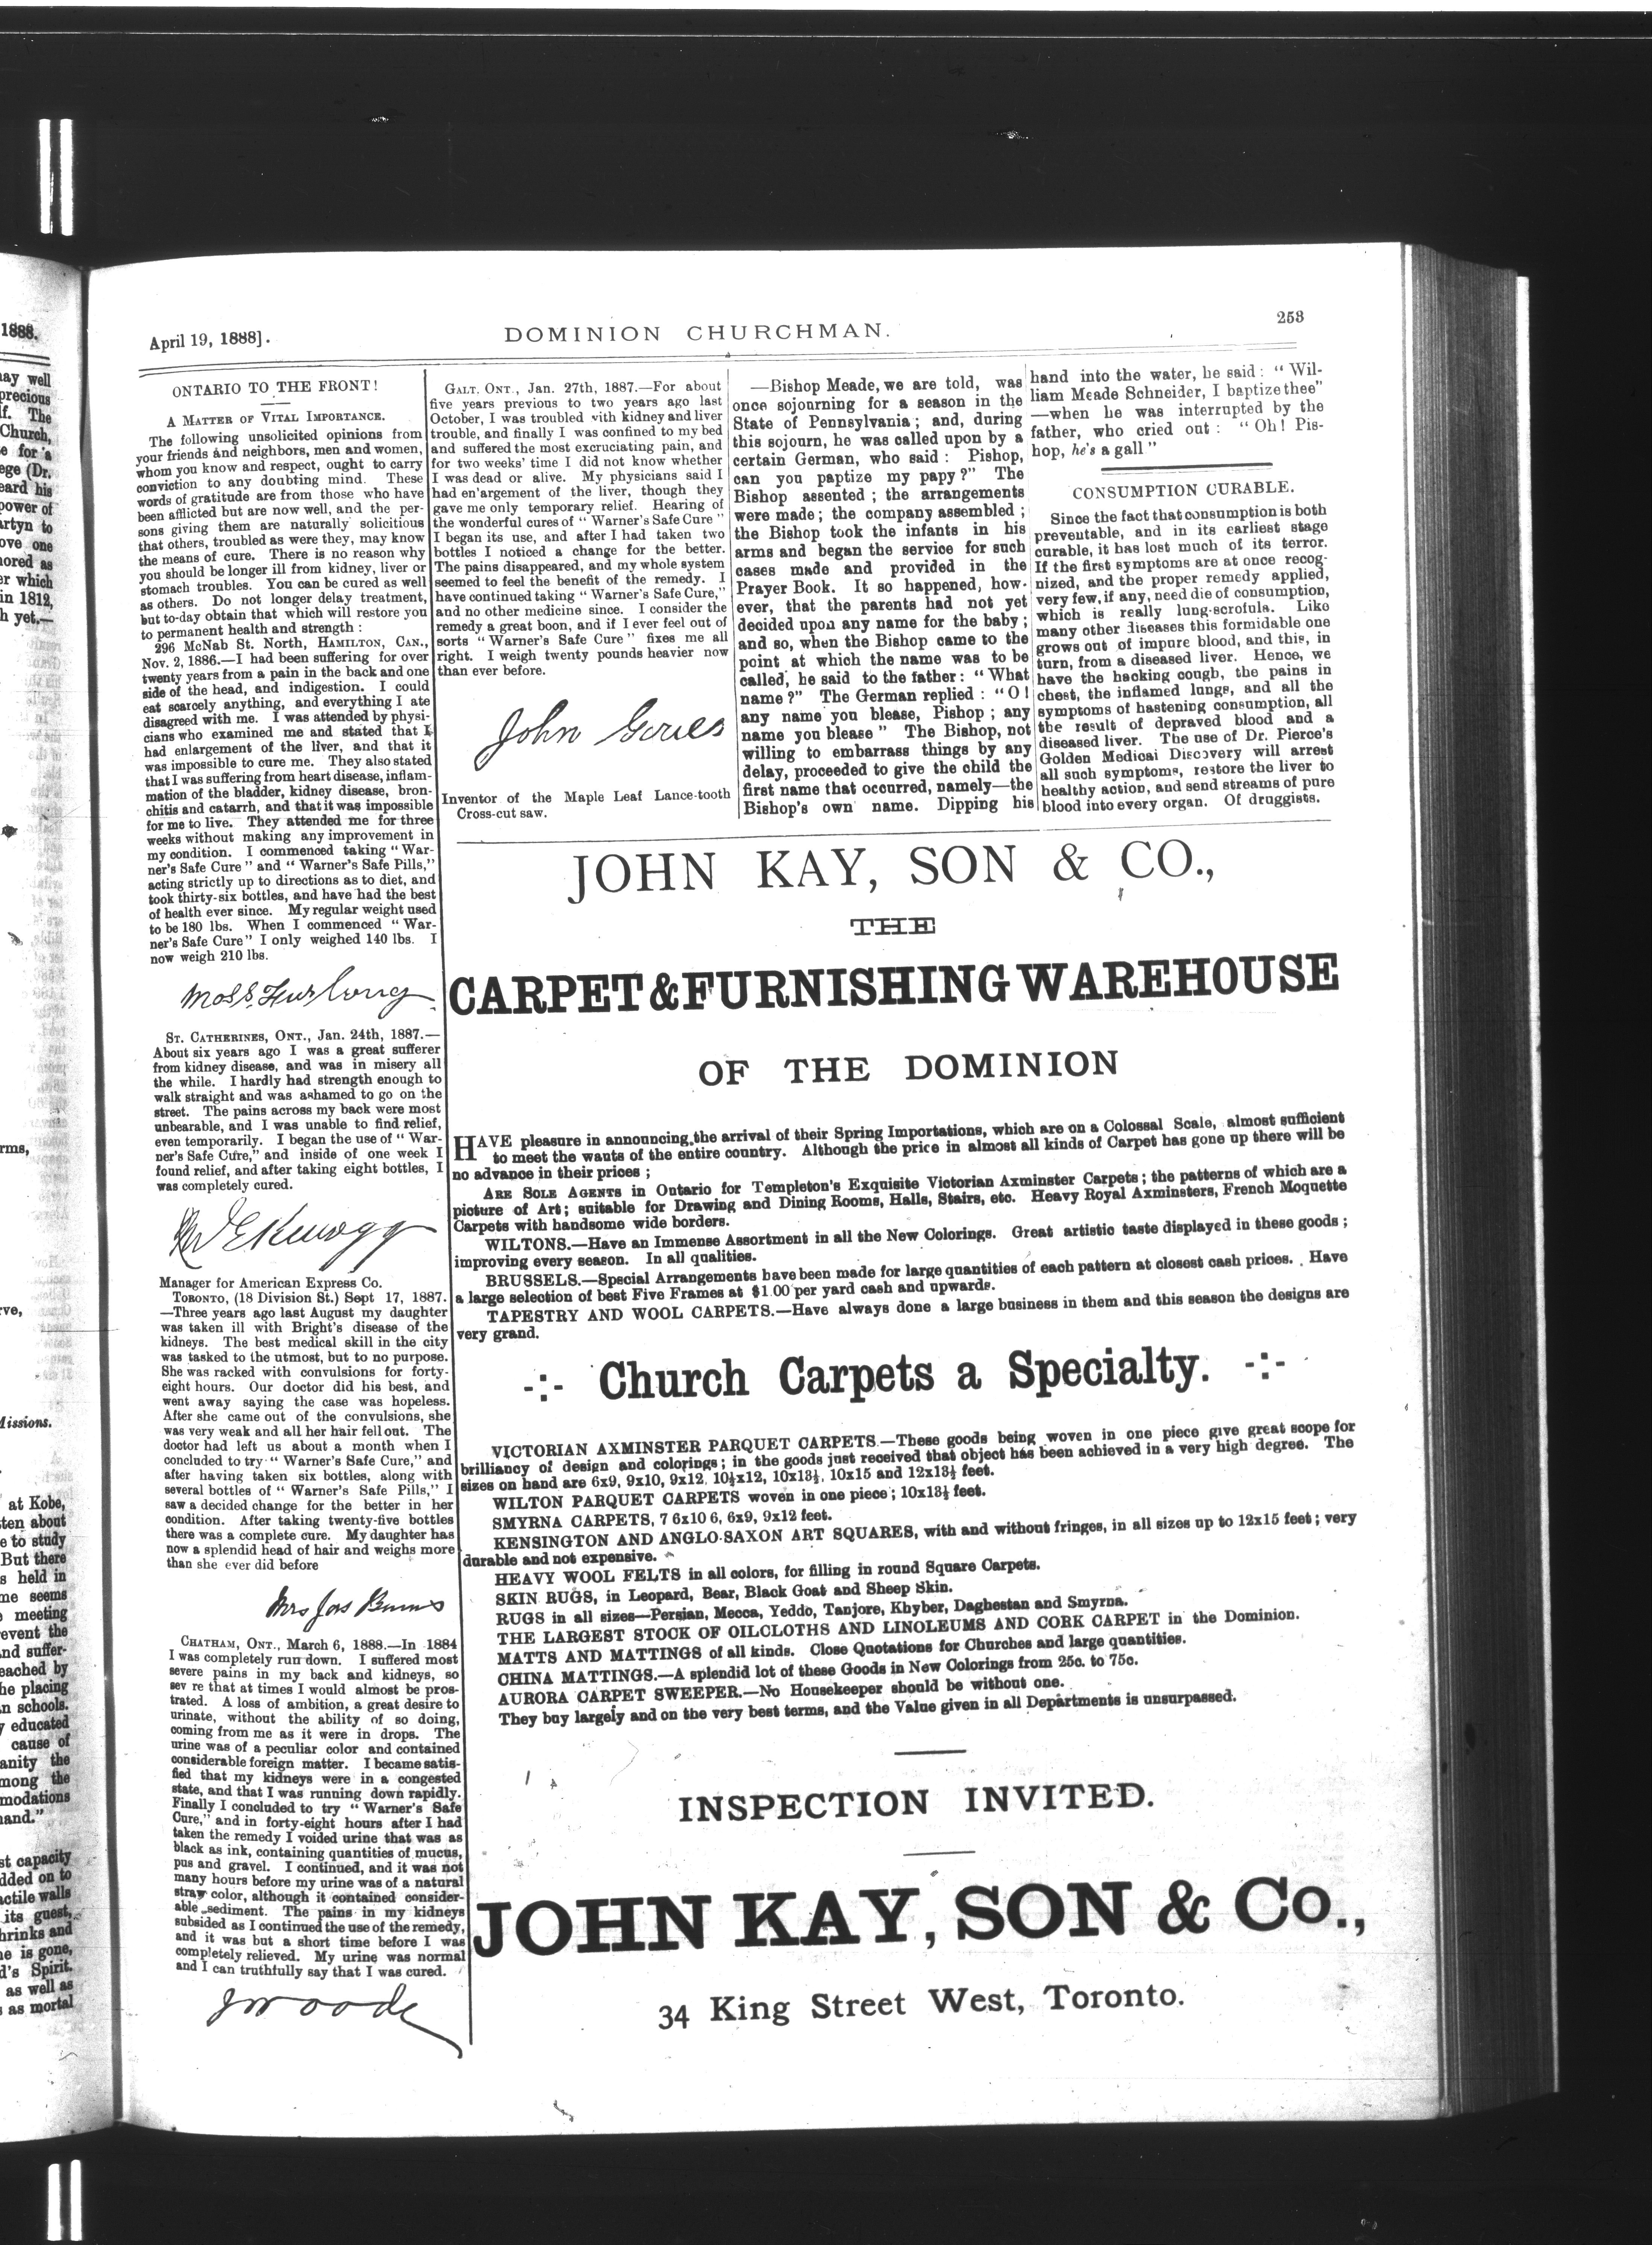 April 19, 1888].
DOMINION CHURCHMAN.
253
ONTARIO TO THE FRONT!
A MATTER OF VITAL IMPORTANCE.
The following unsolicited opinions from
your friends and neighbors, men and women,
whom you know and respect, ought to carry
conviction to any doubting mind. These
words of gratitude are from those who have
been afflicted but are now well, and the per-
sons giving them are naturally solicitious
that others, troubled as were they, may know
the means of cure. There is no reason why
you should be longer ill from kidney, liver or
stomach troubles. You can be cured as well
as others. Do not longer delay treatment,
but to-day obtain that which will restore you
to permanent health and strength :
296 McNab St. North, HAMILTON, CAN.,
Nov. 2, 1886.—I had been suffering for over
twenty years from a pain in the back and one
side of the head, and indigestion. I could
eat scarcely anything, and everything I ate
disagreed with me. I was attended by physi-
cians who examined me and stated that I
had enlargement of the liver, and that it
was impossible to cure me. They also stated
that I was suffering from heart disease, inflam-
mation of the bladder, kidney disease, bron-
chitis and catarrh, and that it was impossible
for me to live. They attended me for three
weeks without making any improvement in
my condition. I commenced taking "War-
ner's Safe Cure" and "Warner's Safe Pills,"
acting strictly up to directions as to diet, and
took thirty-six bottles, and have had the best
of health ever since. My regular weight used
to be 180 lbs. When I commenced "War-
ner's Safe Cure" I only weighed 140 lbs. I
now weigh 210 lbs.
Moss Furlong
ST. CATHERINES, ONT., Jan. 24th, 1887.—
About six years ago I was a great sufferer
from kidney disease, and was in misery all
the while. I hardly had strength enough to
walk straight and was ashamed to go on the
street. The pains across my back were most
unbearable, and I was unable to find relief,
even temporarily. I began the use of "War-
ner's Safe Cure," and inside of one week I
found relief, and after taking eight bottles, I
was completely cured.
Manager for American Express Co.
TORONTO, (18 Division St.) Sept 17, 1887.
—Three years ago last August my daughter
was taken ill with Bright's disease of the
kidneys. The best medical skill in the city
was tasked to the utmost, but to no purpose.
She was racked with convulsions for forty-
eight hours. Our doctor did his best, and
went away saying the case was hopeless.
After she came out of the convulsions, she
was very weak and all her hair fell out. The
doctor had left us about a month when I
concluded to try "Warner's Safe Cure," and
after having taken six bottles, along with
several bottles of "Warner's Safe Pills," I
saw a decided change for the better in her
condition. After taking twenty-five bottles
there was a complete cure. My daughter has
now a splendid head of hair and weighs more
than she ever did before
Mrs Jos Burns
CHATHAM, ONT., March 6, 1888.—In 1884
I was completely run down. I suffered most
severe pains in my back and kidneys, so
sev re that at times I would almost be pros-
trated. A loss of ambition, a great desire to
urinate, without the ability of so doing,
coming from me as it were in drops. The
urine was of a peculiar color and contained
considerable foreign matter. I became satis-
fied that my kidneys were in a congested
state, and that I was running down rapidly.
Finally I concluded to try "Warner's Safe
Cure," and in forty-eight hours after I had
taken the remedy I voided urine that was as
black as ink, containing quantities of mucus,
pus and gravel. I continued, and it was not
many hours before my urine was of a natural
straw color, although it contained consider-
able sediment. The pains in my kidneys
subsided as I continued the use of the remedy,
and it was but a short time before I was
completely relieved. My urine was normal
and I can truthfully say that I was cured.
J Woods
GALT. ONT., Jan. 27th, 1887.—For about
five years previous to two years ago last
October, I was troubled with kidney and liver
trouble, and finally I was confined to my bed
and suffered the most excruciating pain, and
for two weeks' time I did not know whether
I was dead or alive. My physicians said I
had en'argement of the liver, though they
gave me only temporary relief. Hearing of
the wonderful cures of "Warner's Safe Cure"
I began its use, and after I had taken two
bottles I noticed a change for the better.
The pains disappeared, and my whole system
seemed to feel the benefit of the remedy. I
have continued taking "Warner's Safe Cure,"
and no other medicine since. I consider the
remedy a great boon, and if I ever feel out of
sorts "Warner's Safe Cure" fixes me all
right. I weigh twenty pounds heavier now
than ever before.
John Gories
Inventor of the Maple Leaf Lance-tooth
Cross-cut saw.
—Bishop Meade, we are told, was
once sojourning for a season in the
State of Pennsylvania ; and, during
this sojourn, he was called upon by a
certain German, who said : Pishop,
can you paptize my papy?" The
Bishop assented ; the arrangements
were made ; the company assembled ;
the Bishop took the infants in his
arms and began the service for such
cases made and provided in the
Prayer Book. It so happened, how-
ever, that the parents had not yet
decided upon any name for the baby ;
and so, when the Bishop came to the
point at which the name was to be
called, he said to the father : "What
name ?" The German replied : "O!
any name you blease, Pishop ; any
name you blease" The Bishop, not
willing to embarrass things by any
delay, proceeded to give the child the
first name that occurred, namely—the
Bishop's own name. Dipping his
hand into the water, he said : "Wil-
liam Meade Schneider, I baptize thee"
—when he was interrupted by the
father, who cried out : "Oh! Pis-
hop, he's a gall"
CONSUMPTION CURABLE.
Since the fact that consumption is both
preventable, and in its earliest stage
curable, it has lost much of its terror.
If the first symptoms are at once recog-
nized, and the proper remedy applied,
very few, if any, need die of consumption,
which is really lung-scrofula. Like
many other diseases this formidable one
grows out of impure blood, and this, in
turn, from a diseased liver. Hence, we
have the hacking cough, the pains in
chest, the inflamed lungs, and all the
symptoms of hastening consumption, all
the result of depraved blood and a
diseased liver. The use of Dr. Pierce's
Golden Medical Discovery will arrest
all such symptoms, restore the liver to
healthy action, and send streams of pure
blood into every organ. Of druggists.
JOHN KAY, SON & CO.,
THE
CARPET & FURNISHING WAREHOUSE
OF THE DOMINION
HAVE pleasure in announcing the arrival of their Spring Importations, which are on a Colossal Scale, almost sufficient
to meet the wants of the entire country. Although the price in almost all kinds of Carpet has gone up there will be
no advance in their prices ;
ARE SOLE AGENTS in Ontario for Templeton's Exquisite Victorian Axminster Carpets ; the patterns of which are a
picture of Art ; suitable for Drawing and Dining Rooms, Halls, Stairs, etc. Heavy Royal Axminsters, French Moquette
Carpets with handsome wide borders.
WILTONS.—Have an Immense Assortment in all the New Colorings. Great artistic taste displayed in these goods ;
improving every season. In all qualities.
BRUSSELS.—Special Arrangements have been made for large quantities of each pattern at closest cash prices. Have
a large selection of best Five Frames at $1.00 per yard cash and upwards.
TAPESTRY AND WOOL CARPETS.—Have always done a large business in them and this season the designs are
very grand.
-:- Church Carpets a Specialty. -:-
VICTORIAN AXMINSTER PARQUET CARPETS.—These goods being woven in one piece give great scope for
brilliancy of design and colorings ; in the goods just received that object has been achieved in a very high degree. The
sizes on hand are 6x9, 9x10, 9x12, 10½x12, 10x13½, 10x15 and 12x13½ feet.
WILTON PARQUET CARPETS woven in one piece ; 10x13½ feet.
SMYRNA CARPETS, 7 6x10 6, 6x9, 9x12 feet.
KENSINGTON AND ANGLO-SAXON ART SQUARES, with and without fringes, in all sizes up to 12x15 feet ; very
durable and not expensive.
HEAVY WOOL FELTS in all colors, for filling in round Square Carpets.
SKIN RUGS, in Leopard, Bear, Black Goat and Sheep Skin.
RUGS in all sizes—Persian, Mecca, Yeddo, Tanjore, Khyber, Daghestan and Smyrna.
THE LARGEST STOCK OF OILCLOTHS AND LINOLEUMS AND CORK CARPET in the Dominion.
MATTS AND MATTINGS of all kinds. Close Quotations for Churches and large quantities.
CHINA MATTINGS.—A splendid lot of these Goods in New Colorings from 25c. to 75c.
AURORA CARPET SWEEPER.—No Housekeeper should be without one.
They buy largely and on the very best terms, and the Value given in all Departments is unsurpassed.
INSPECTION INVITED.
JOHN KAY, SON & Co.,
34 King Street West, Toronto.